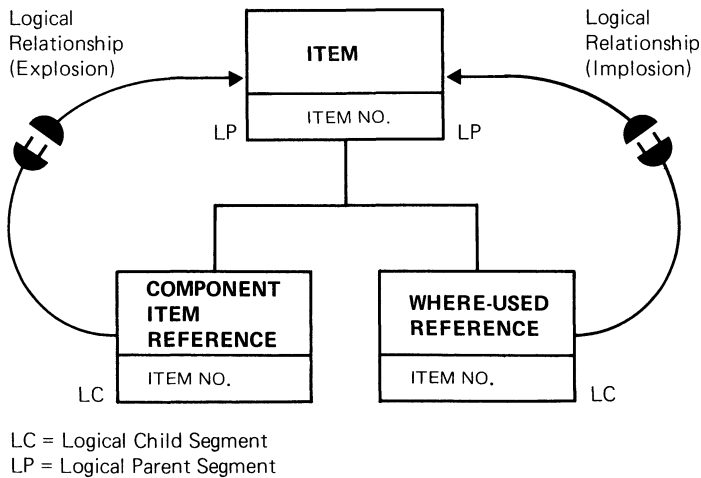 Logical
Relationship
(Explosion)
Logical
Relationship
(Implosion)
ITEM
ITEM NO.
LP
LP
COMPONENT
ITEM
REFERENCE
ITEM NO.
LC
WHERE-USED
REFERENCE
ITEM NO.
LC
LC = Logical Child Segment
LP = Logical Parent Segment